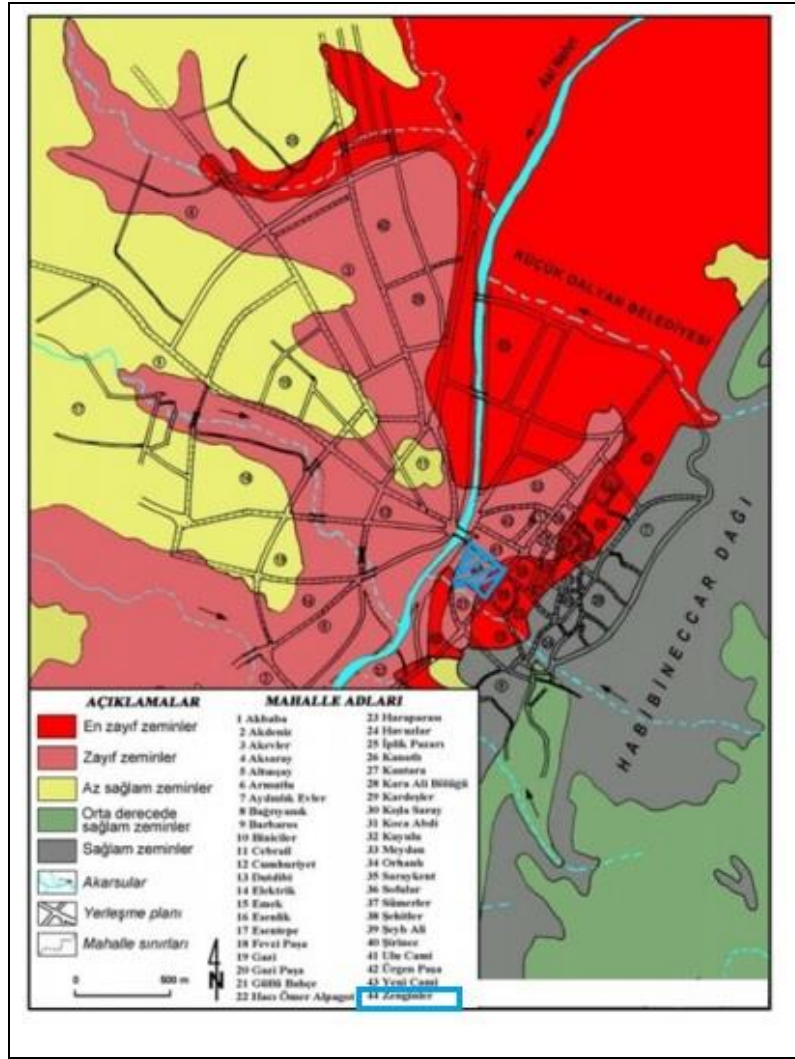 Asi Nehri
KÜÇÜK DALYAN BELEDİYESİ
HABİBİNECCAR DAĞI
AÇIKLAMALAR
En zayıf zeminler
Zayıf zeminler
Az sağlam zeminler
Orta derecede
sağlam zeminler
Sağlam zeminler
Akarsular
Yerleşme planı
Mahalle sınırları
0 500 m
N
MAHALLE ADLARI
1 Akbaba
2 Akdeniz
3 Akevler
4 Aksaray
5 Altınçay
6 Armutlu
7 Aydınlık Evler
8 Bağrıyanık
9 Barbaros
10 Biniciler
11 Cebrail
12 Cumhuriyet
13 Dutdibi
14 Elektrik
15 Emek
16 Esenlik
17 Esentepe
18 Fevzi Paşa
19 Gazi
20 Gazi Paşa
21 Güllü Bahçe
22 Hacı Ömer Alpagot
23 Haraparası
24 Havuzlar
25 İplik Pazarı
26 Kanatlı
27 Kantara
28 Kara Ali Bölüğü
29 Kardeşler
30 Kışla Saray
31 Koca Abdi
32 Kuyulu
33 Meydan
34 Orhanlı
35 Saraykent
36 Sofular
37 Sümerler
38 Şehitler
39 Şeyh Ali
40 Şirince
41 Ulu Cami
42 Ürgen Paşa
43 Yeni Cami
44 Zenginler